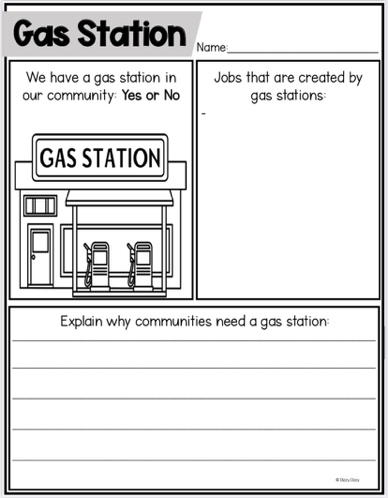 Gas Station
Name:
We have a gas station in
our community: Yes or No
GAS STATION
Jobs that are created by
gas stations:
-
Explain why communities need a gas station: